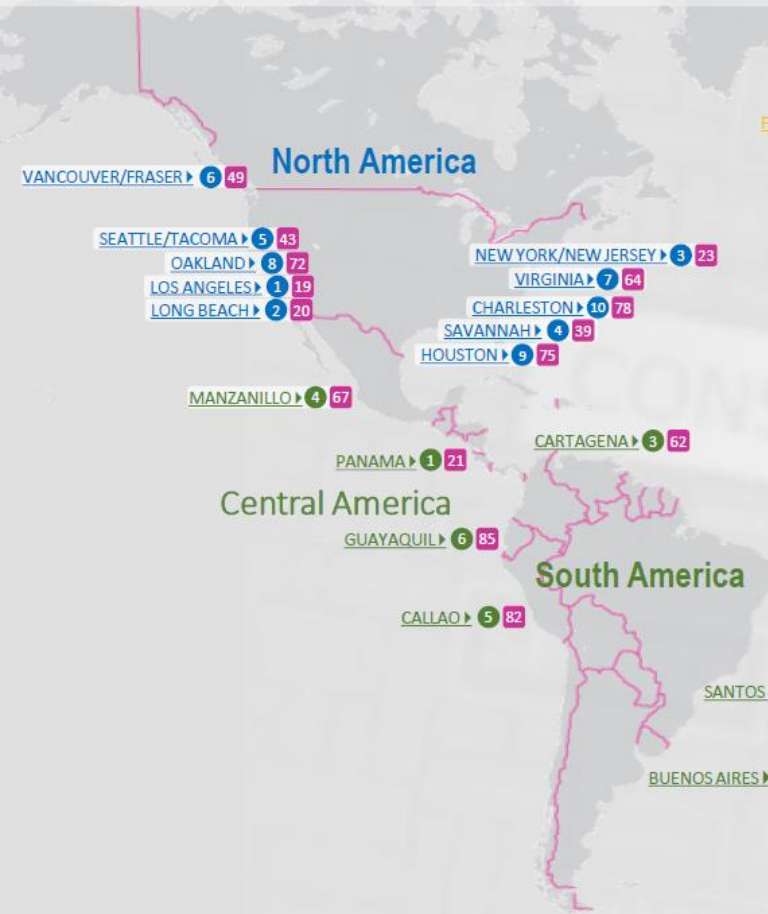 North America
VANCOUVER/FRASER 6 49
SEATTLE/TACOMA 5 43
OAKLAND 8 72
LOS ANGELES 1 19
LONG BEACH 2 20
NEW YORK/NEW JERSEY 3 23
VIRGINIA 7 64
CHARLESTON 10 78
SAVANNAH 4 39
HOUSTON 9 75
MANZANILLO 4 67
CARTAGENA 3 62
PANAMA 1 21
Central America
GUAYAQUIL 6 85
South America
CALLAO 5 82
SANTOS
BUENOS AIRES